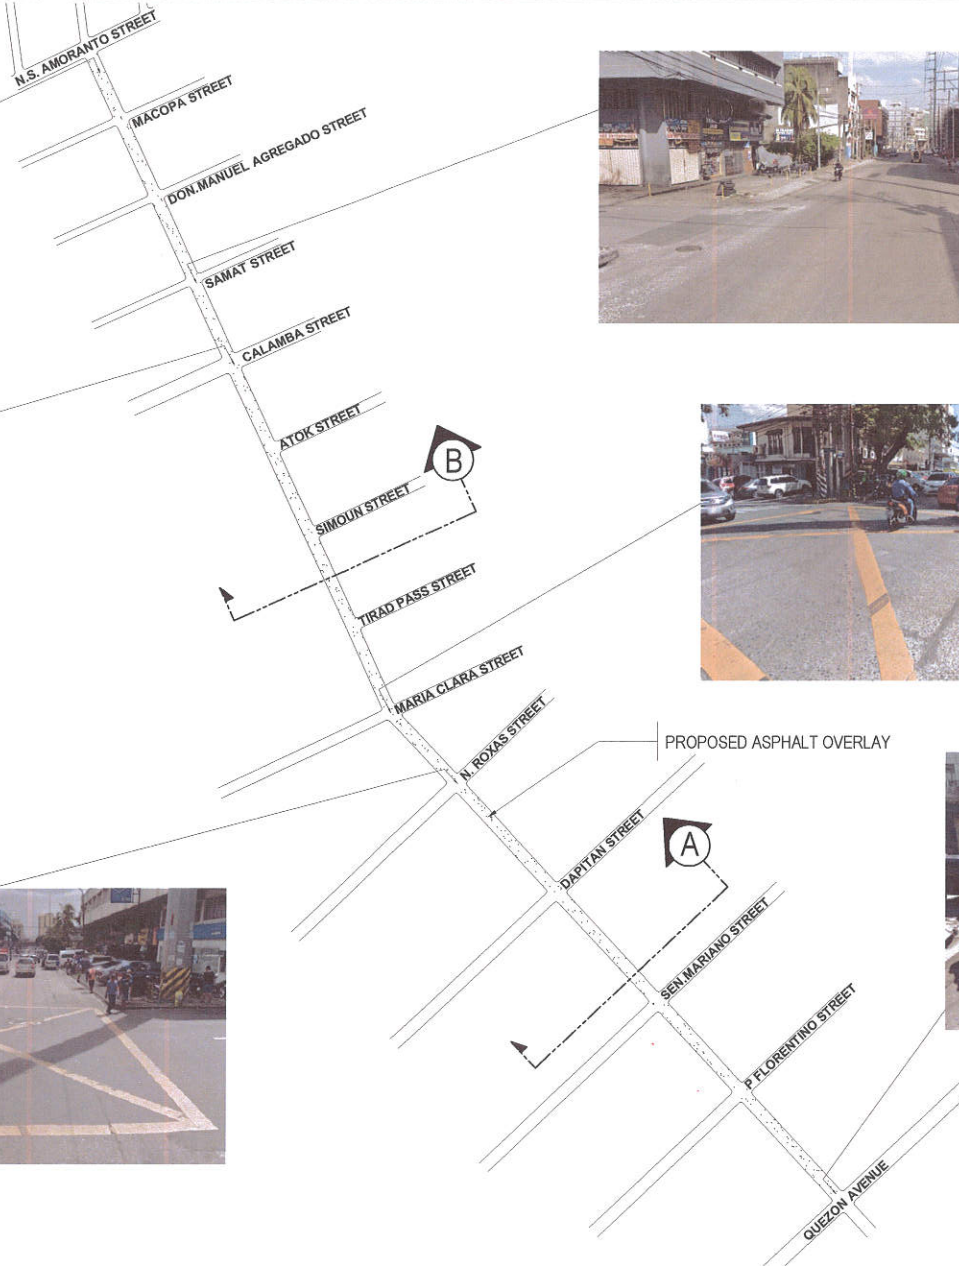 N.S. AMORANTO STREET
MACOPA STREET
DON.MANUEL AGREGADO STREET
SAMAT STREET
CALAMBA STREET
ATOK STREET
B
SIMOUN STREET
TIRAD PASS STREET
MARIA CLARA STREET
N. ROXAS STREET
PROPOSED ASPHALT OVERLAY
DAPITAN STREET
A
SEN.MARIANO STREET
P FLORENTINO STREET
QUEZON AVENUE